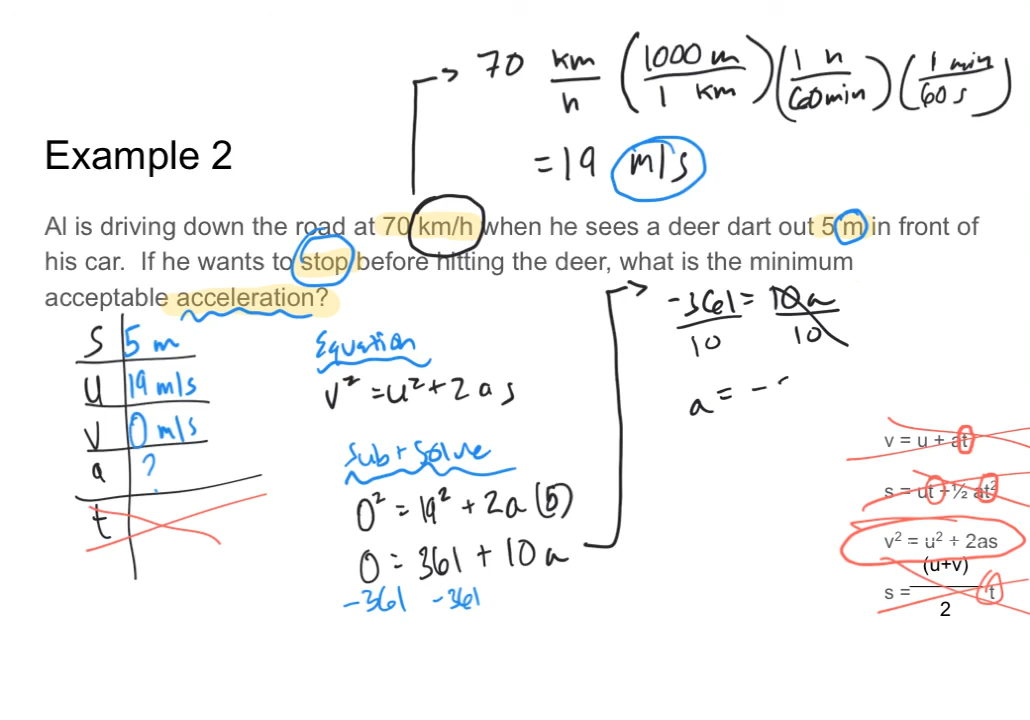 70 km/h (1000 m / 1 km) (1 h / 60 min) (1 min / 60 s)
= 19 m/s
Example 2
Al is driving down the road at 70 km/h when he sees a deer dart out 5 m in front of
his car. If he wants to stop before hitting the deer, what is the minimum
acceptable acceleration?
s 5 m
u 19 m/s
v 0 m/s
a ?
t
Equation
v² = u² + 2as
Sub + Solve
0² = 19² + 2a (5)
0 = 361 + 10a
-361 -361
-361 = 10a
10 10
a = -
v = u + at
s = ut + ½ at²
v² = u² + 2as
s = (u+v) t
2